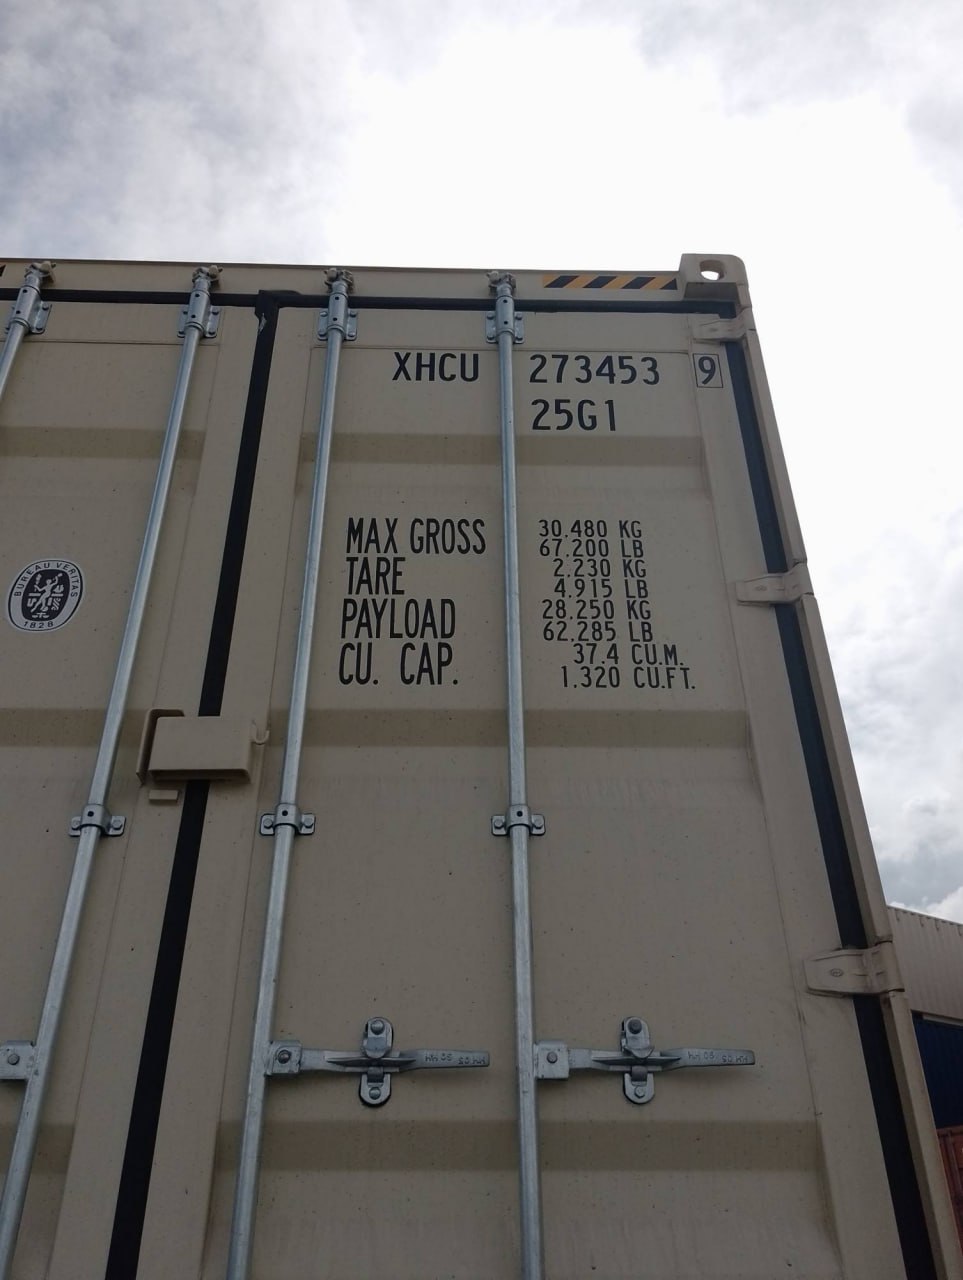 XHCU 273453 9
25G1
MAX GROSS 30.480 KG
67.200 LB
TARE 2.230 KG
4.915 LB
PAYLOAD 28.250 KG
62.285 LB
CU. CAP. 37.4 CU.M.
1.320 CU.FT.
BUREAU VERITAS
1828